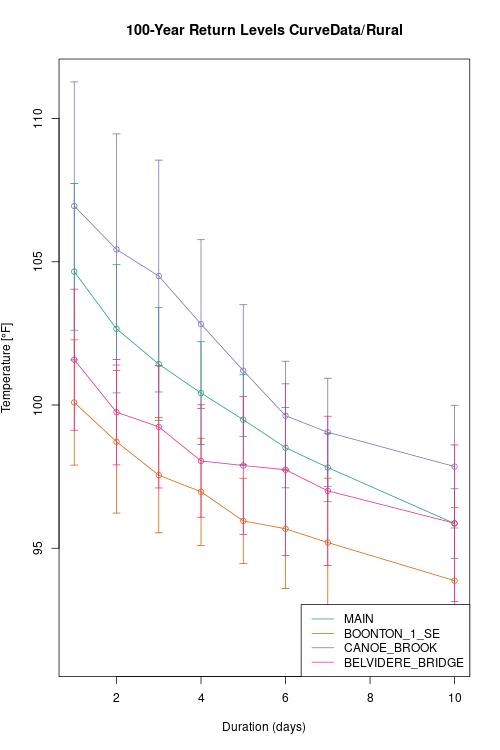 100-Year Return Levels CurveData/Rural
110
105
100
95
Temperature [°F]
2
4
6
8
10
Duration (days)
MAIN
BOONTON_1_SE
CANOE_BROOK
BELVIDERE_BRIDGE